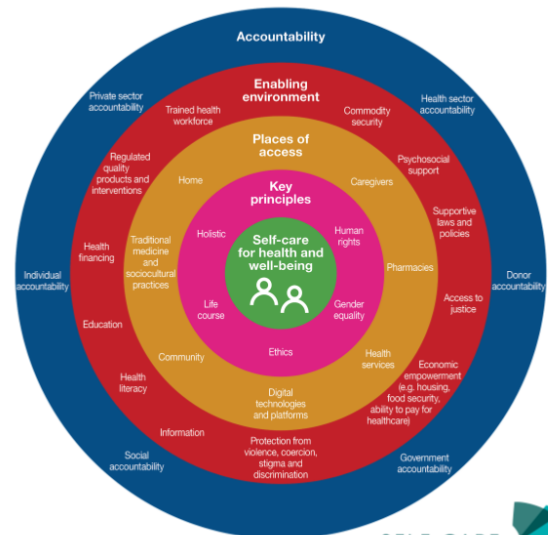 Accountability
Private sector
accountability
Health sector
accountability
Individual
accountability
Donor
accountability
Social
accountability
Government
accountability
Enabling
environment
Trained health
workforce
Commodity
security
Regulated
quality
products and
interventions
Psychosocial
support
Supportive
laws and
policies
Health
financing
Access to
justice
Education
Economic
empowerment
(e.g. housing,
food security,
ability to pay for
healthcare)
Health
literacy
Information
Protection from
violence, coercion,
stigma and
discrimination
Places of
access
Home
Caregivers
Traditional
medicine
and
sociocultural
practices
Pharmacies
Community
Health
services
Digital
technologies
and platforms
Key
principles
Holistic
Human
rights
Life
course
Gender
equality
Ethics
Self-care
for health and
well-being